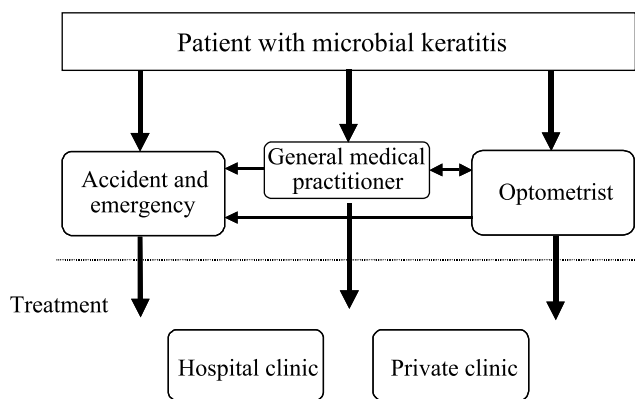 Patient with microbial keratitis
General medical
practitioner
Accident and
emergency
Optometrist
Treatment
Hospital clinic
Private clinic